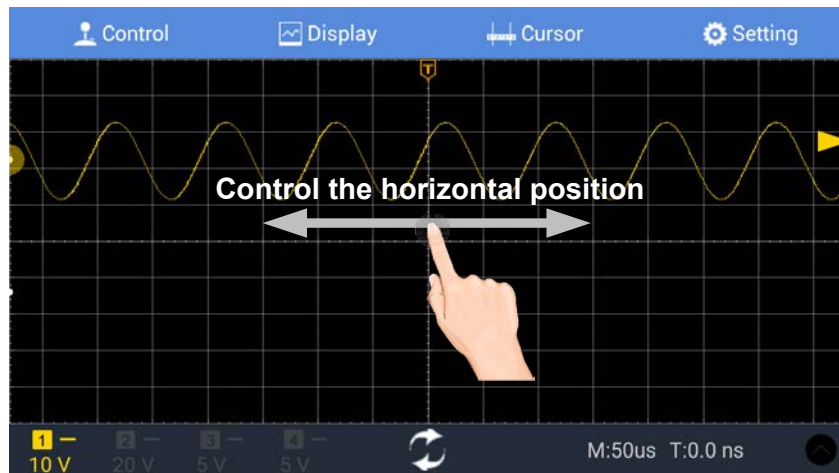 Control Display Cursor Setting
T
Control the horizontal position
1 2 3 4
10 V 20 V 5 V 5 V M:50us T:0.0 ns